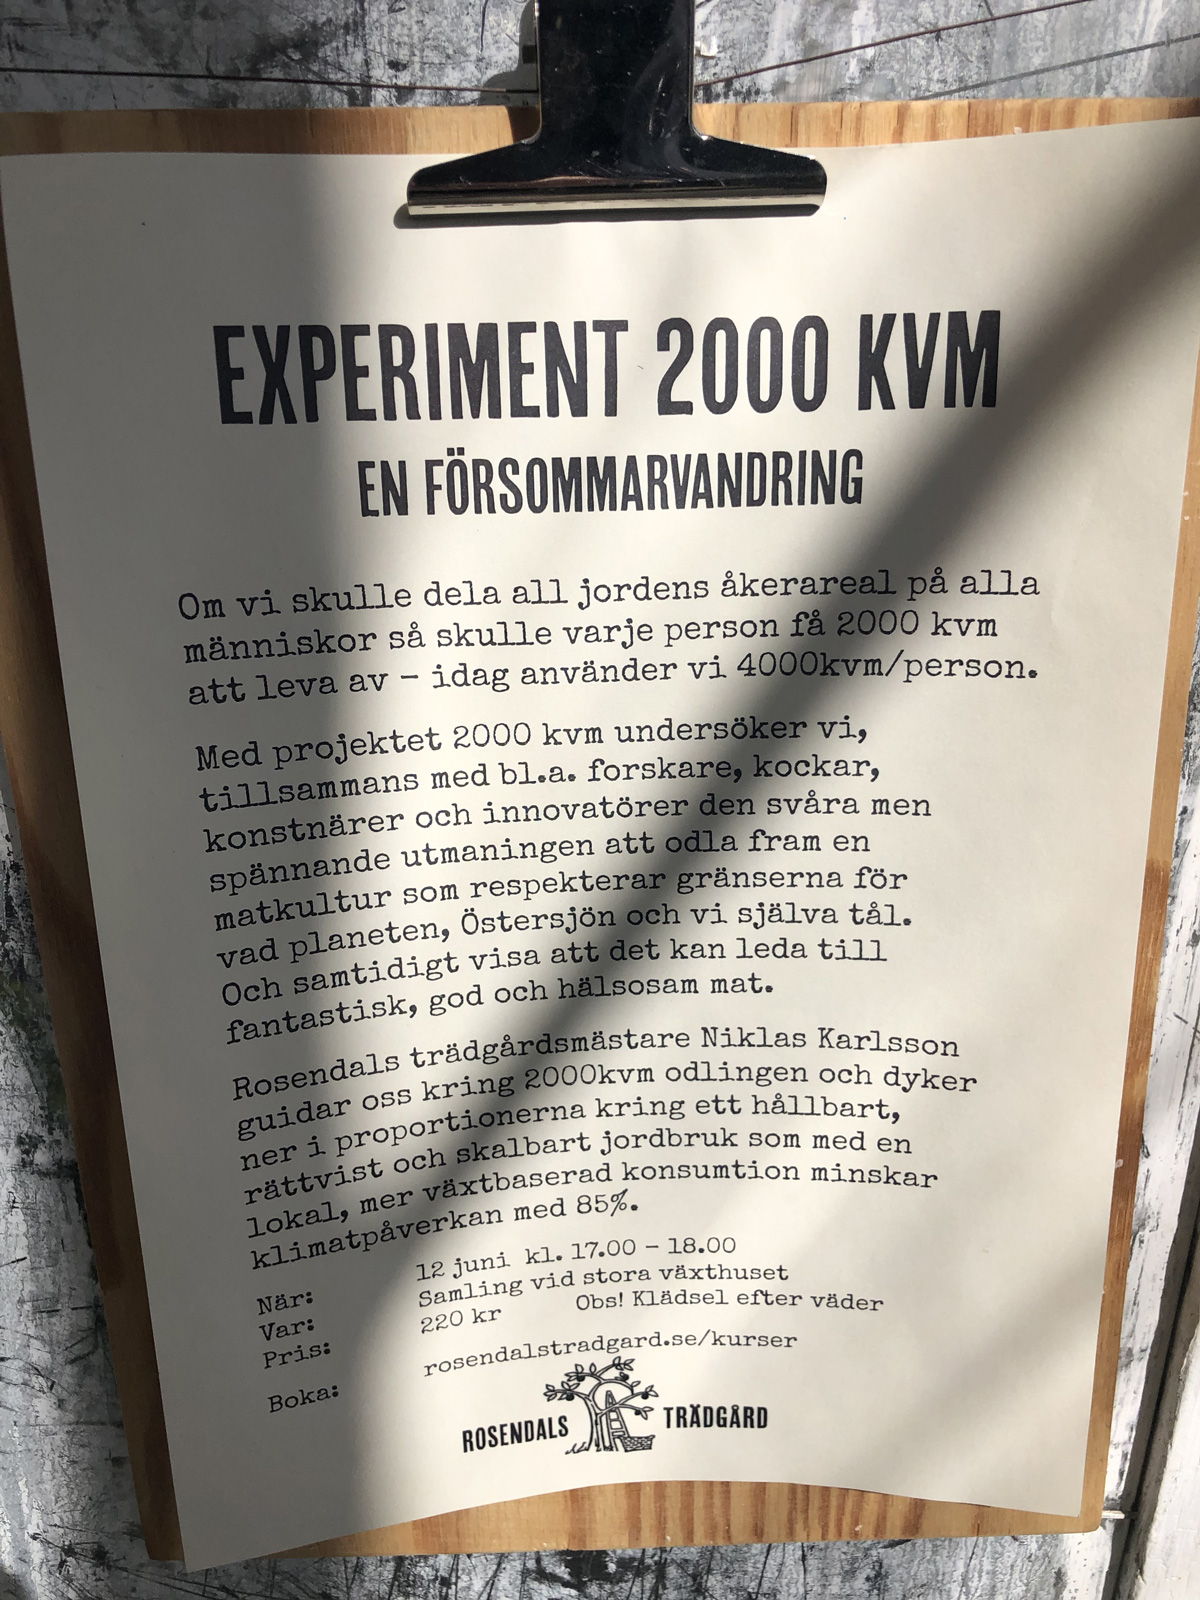 EXPERIMENT 2000 KVM
EN FÖRSOMMARVANDRING
Om vi skulle dela all jordens åkerareal på alla
människor så skulle varje person få 2000 kvm
att leva av – idag använder vi 4000kvm/person.
Med projektet 2000 kvm undersöker vi,
tillsammans med bl.a. forskare, kockar,
konstnärer och innovatörer den svåra men
spännande utmaningen att odla fram en
matkultur som respekterar gränserna för
vad planeten, Östersjön och vi själva tål.
Och samtidigt visa att det kan leda till
fantastisk, god och hälsosam mat.
Rosendals trädgårdsmästare Niklas Karlsson
guidar oss kring 2000kvm odlingen och dyker
ner i proportionerna kring ett hållbart,
rättvist och skalbart jordbruk som med en
lokal, mer växtbaserad konsumtion minskar
klimatpåverkan med 85%.
När: 12 juni kl. 17.00 – 18.00
Var: Samling vid stora växthuset
Pris: 220 kr Obs! Klädsel efter väder
Boka: rosendalstradgard.se/kurser
ROSENDALS TRÄDGÅRD